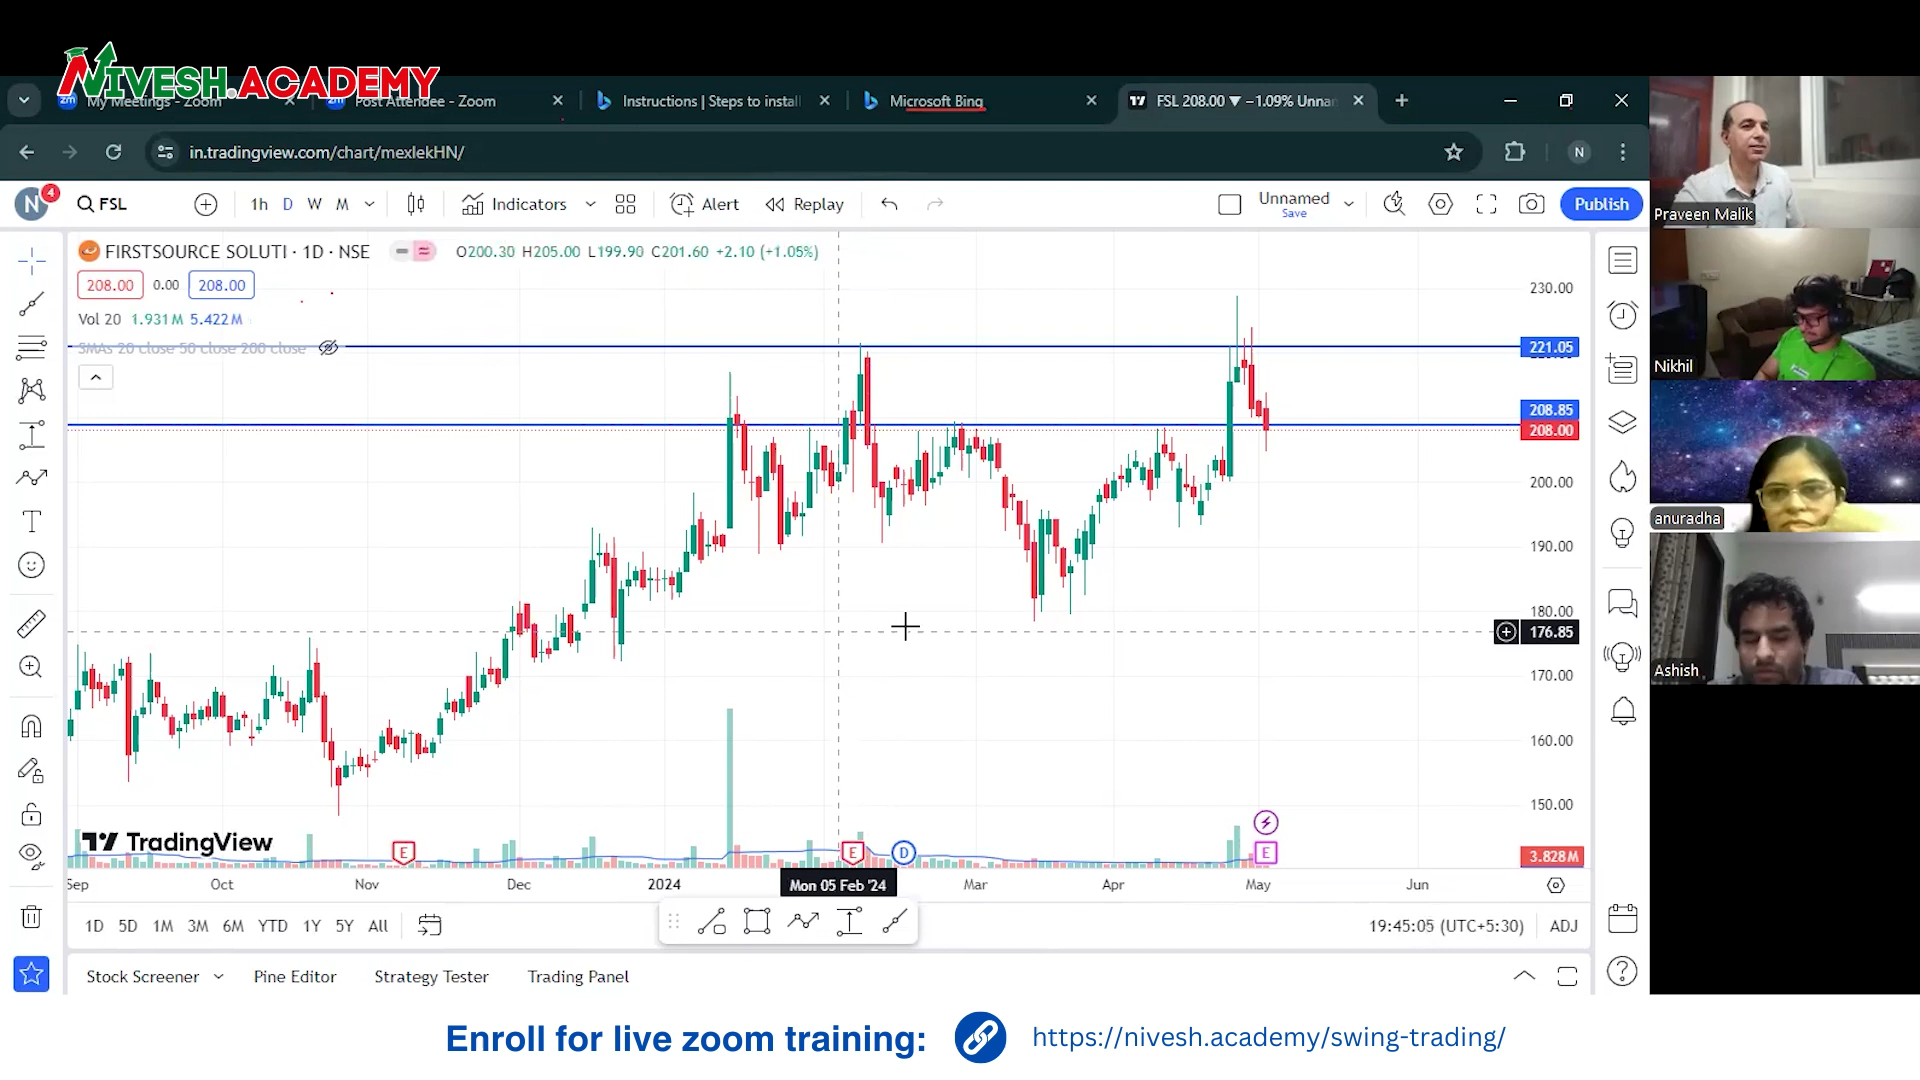 NIVESH.ACADEMY
My Meetings - Zoom
Post Attendee - Zoom
Instructions | Steps to install
Microsoft Bing
FSL 208.00 ▼ −1.09% Unna
in.tradingview.com/chart/mexlekHN/
N
N 4
FSL
1h D W M
Indicators
Alert
Replay
Unnamed
Save
Publish
FIRSTSOURCE SOLUTI · 1D · NSE
O200.30 H205.00 L199.90 C201.60 +2.10 (+1.05%)
208.00 0.00 208.00
Vol 20 1.931M 5.422M
SMAs 20 close 50 close 200 close
230.00
221.05
208.85
208.00
200.00
190.00
180.00
176.85
170.00
160.00
150.00
3.828M
TradingView
E
E
D
E
Sep Oct Nov Dec 2024 Mon 05 Feb '24 Mar Apr May Jun
1D 5D 1M 3M 6M YTD 1Y 5Y All
19:45:05 (UTC+5:30) ADJ
Stock Screener Pine Editor Strategy Tester Trading Panel
Praveen Malik
Nikhil
anuradha
Ashish
Enroll for live zoom training: https://nivesh.academy/swing-trading/